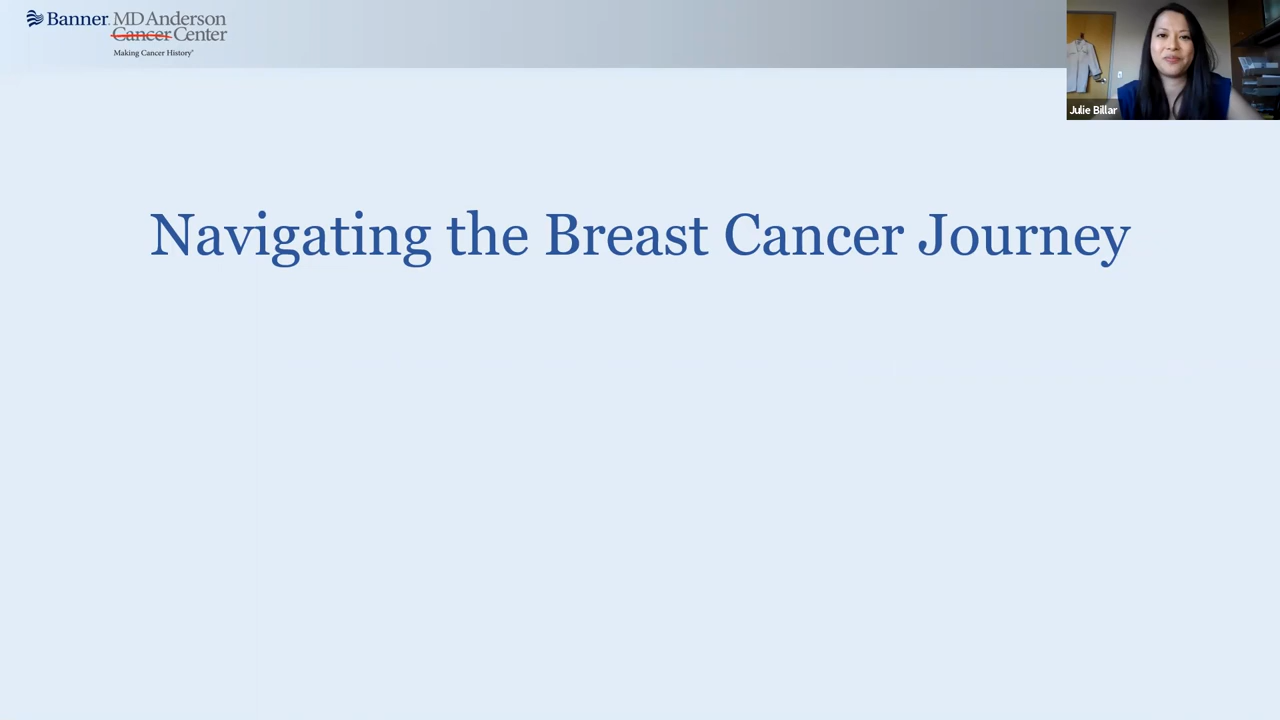 Banner MD Anderson
Cancer Center
Making Cancer History®
Julie Billar
Navigating the Breast Cancer Journey